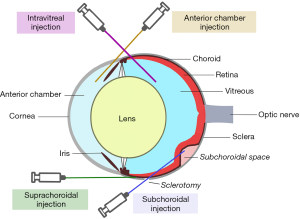 Intravitreal
injection
Anterior chamber
injection
Choroid
Retina
Vitreous
Anterior chamber
Cornea
Lens
Optic nerve
Sclera
Iris
Subchoroidal space
Suprachoroidal
injection
Sclerotomy
Subchoroidal
injection